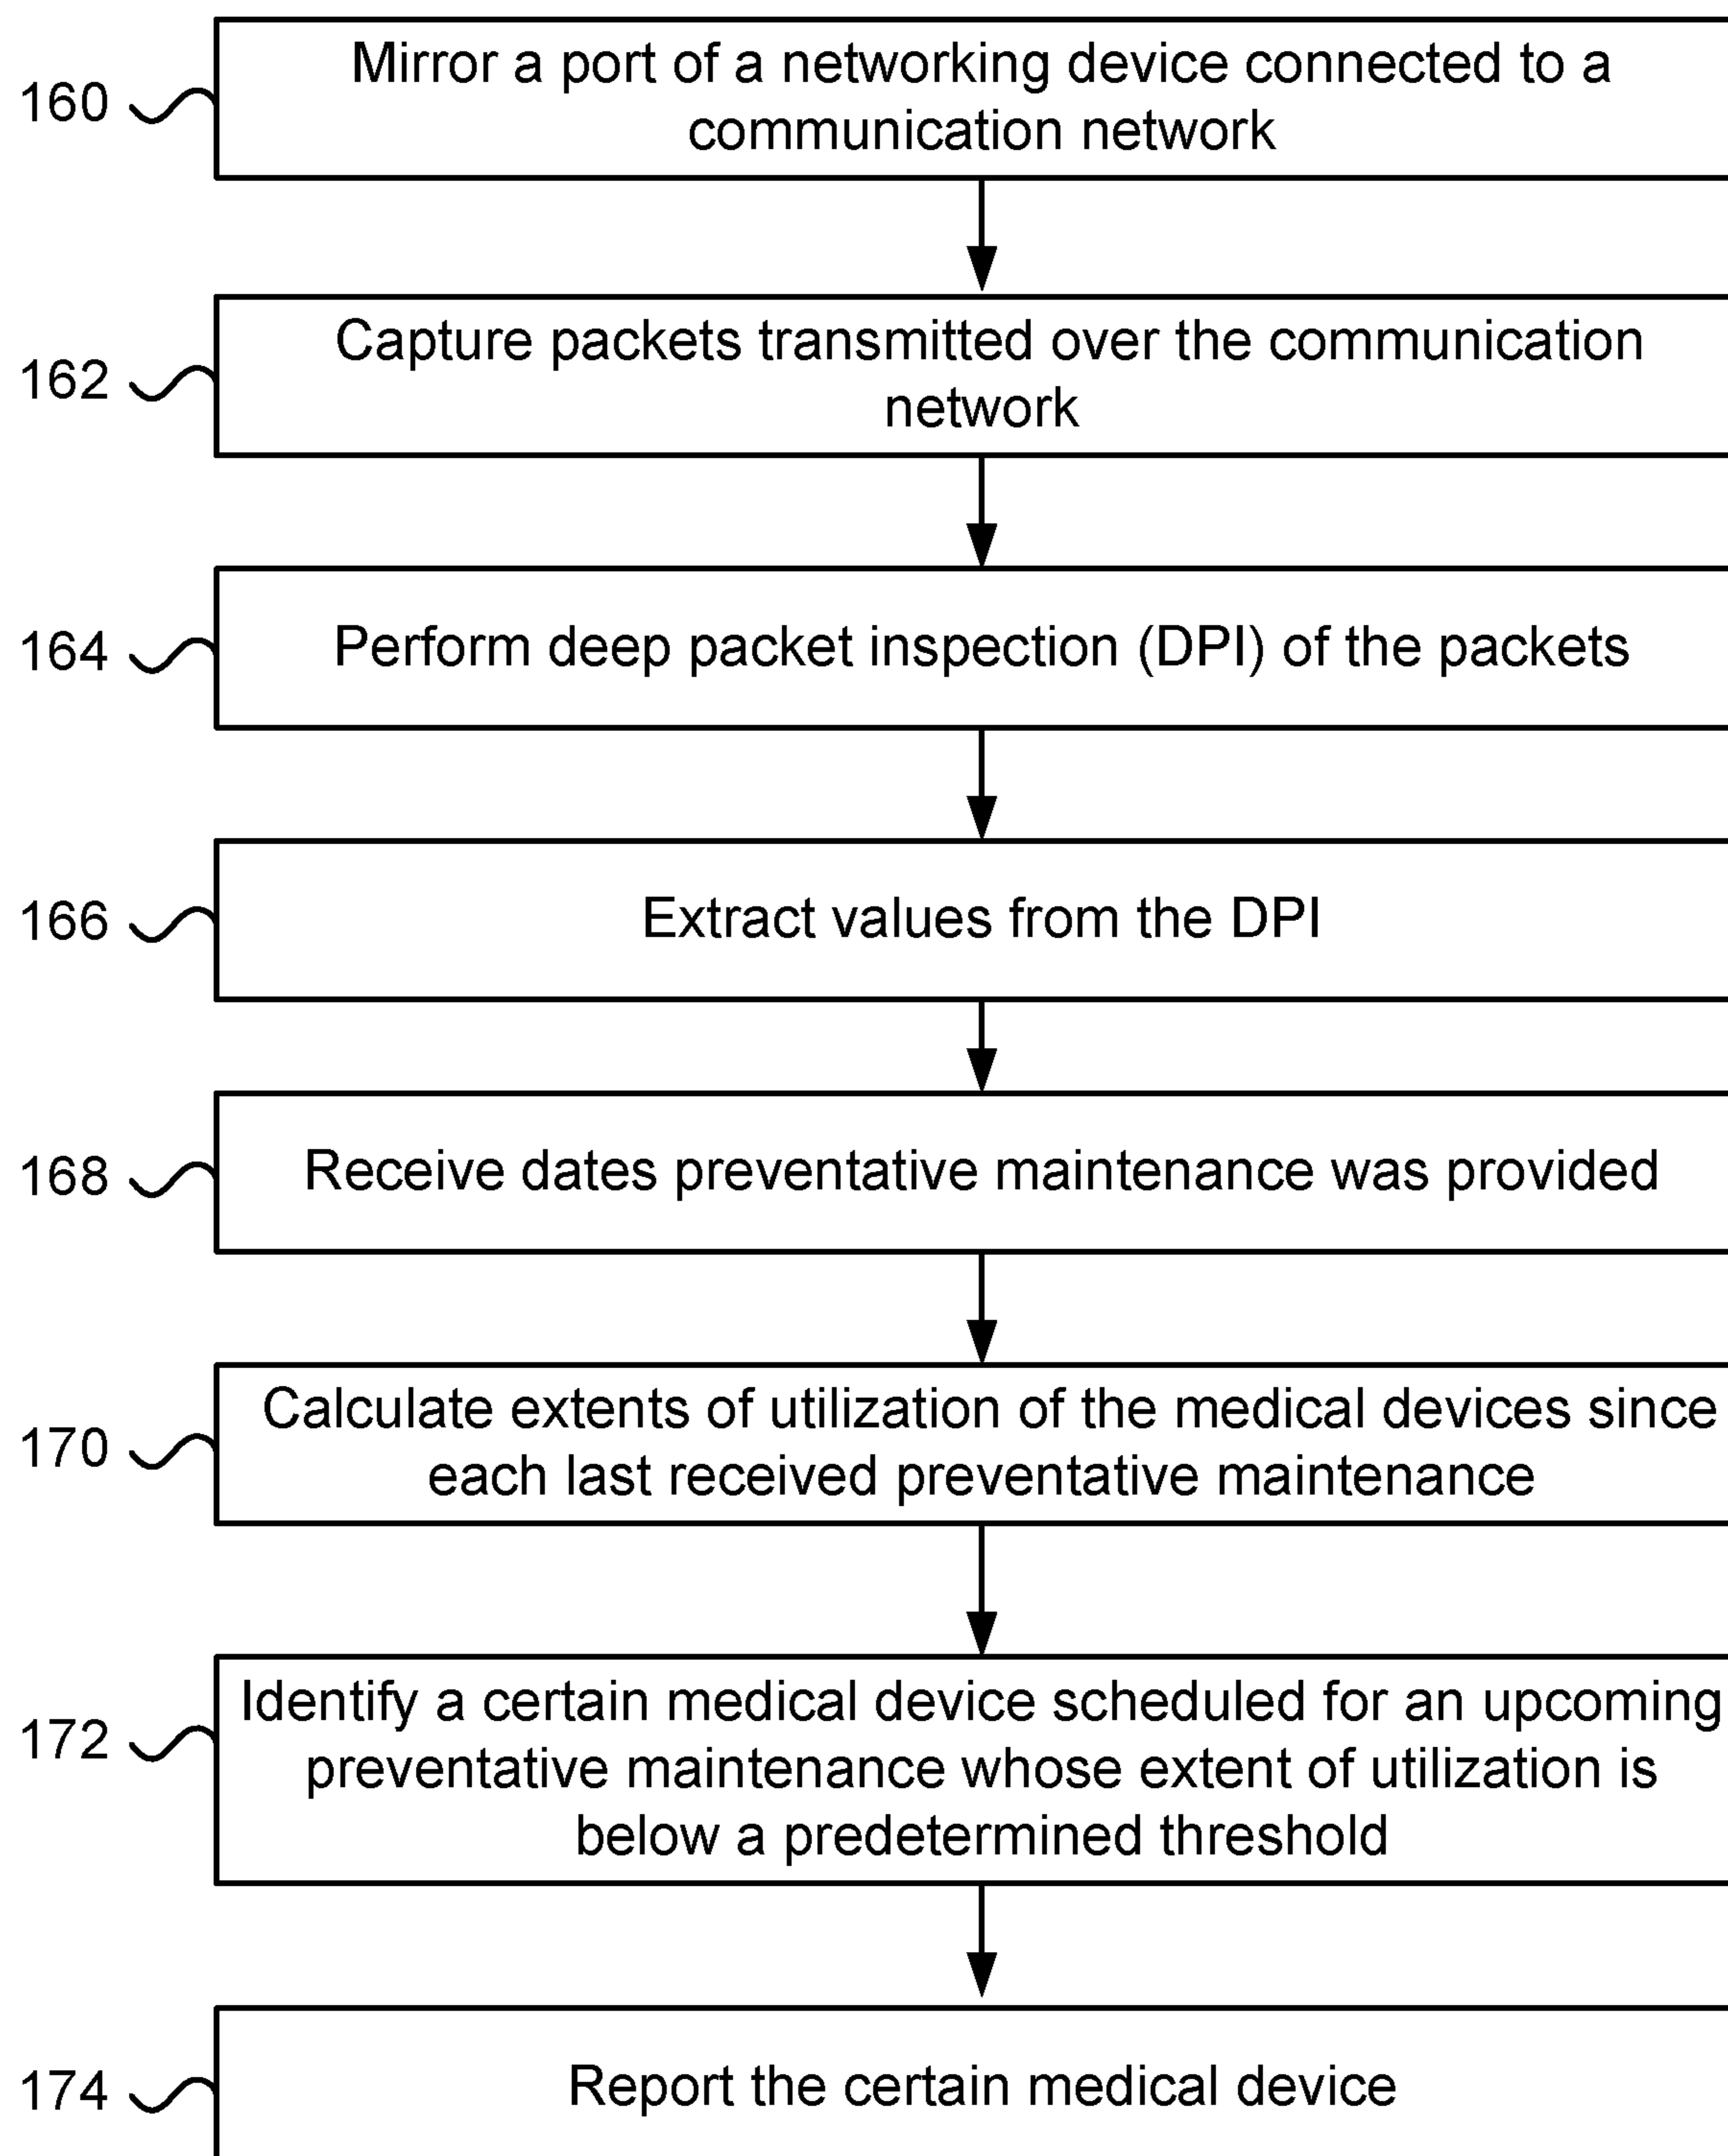 160
Mirror a port of a networking device connected to a
communication network
162
Capture packets transmitted over the communication
network
164
Perform deep packet inspection (DPI) of the packets
166
Extract values from the DPI
168
Receive dates preventative maintenance was provided
170
Calculate extents of utilization of the medical devices since
each last received preventative maintenance
172
Identify a certain medical device scheduled for an upcoming
preventative maintenance whose extent of utilization is
below a predetermined threshold
174
Report the certain medical device